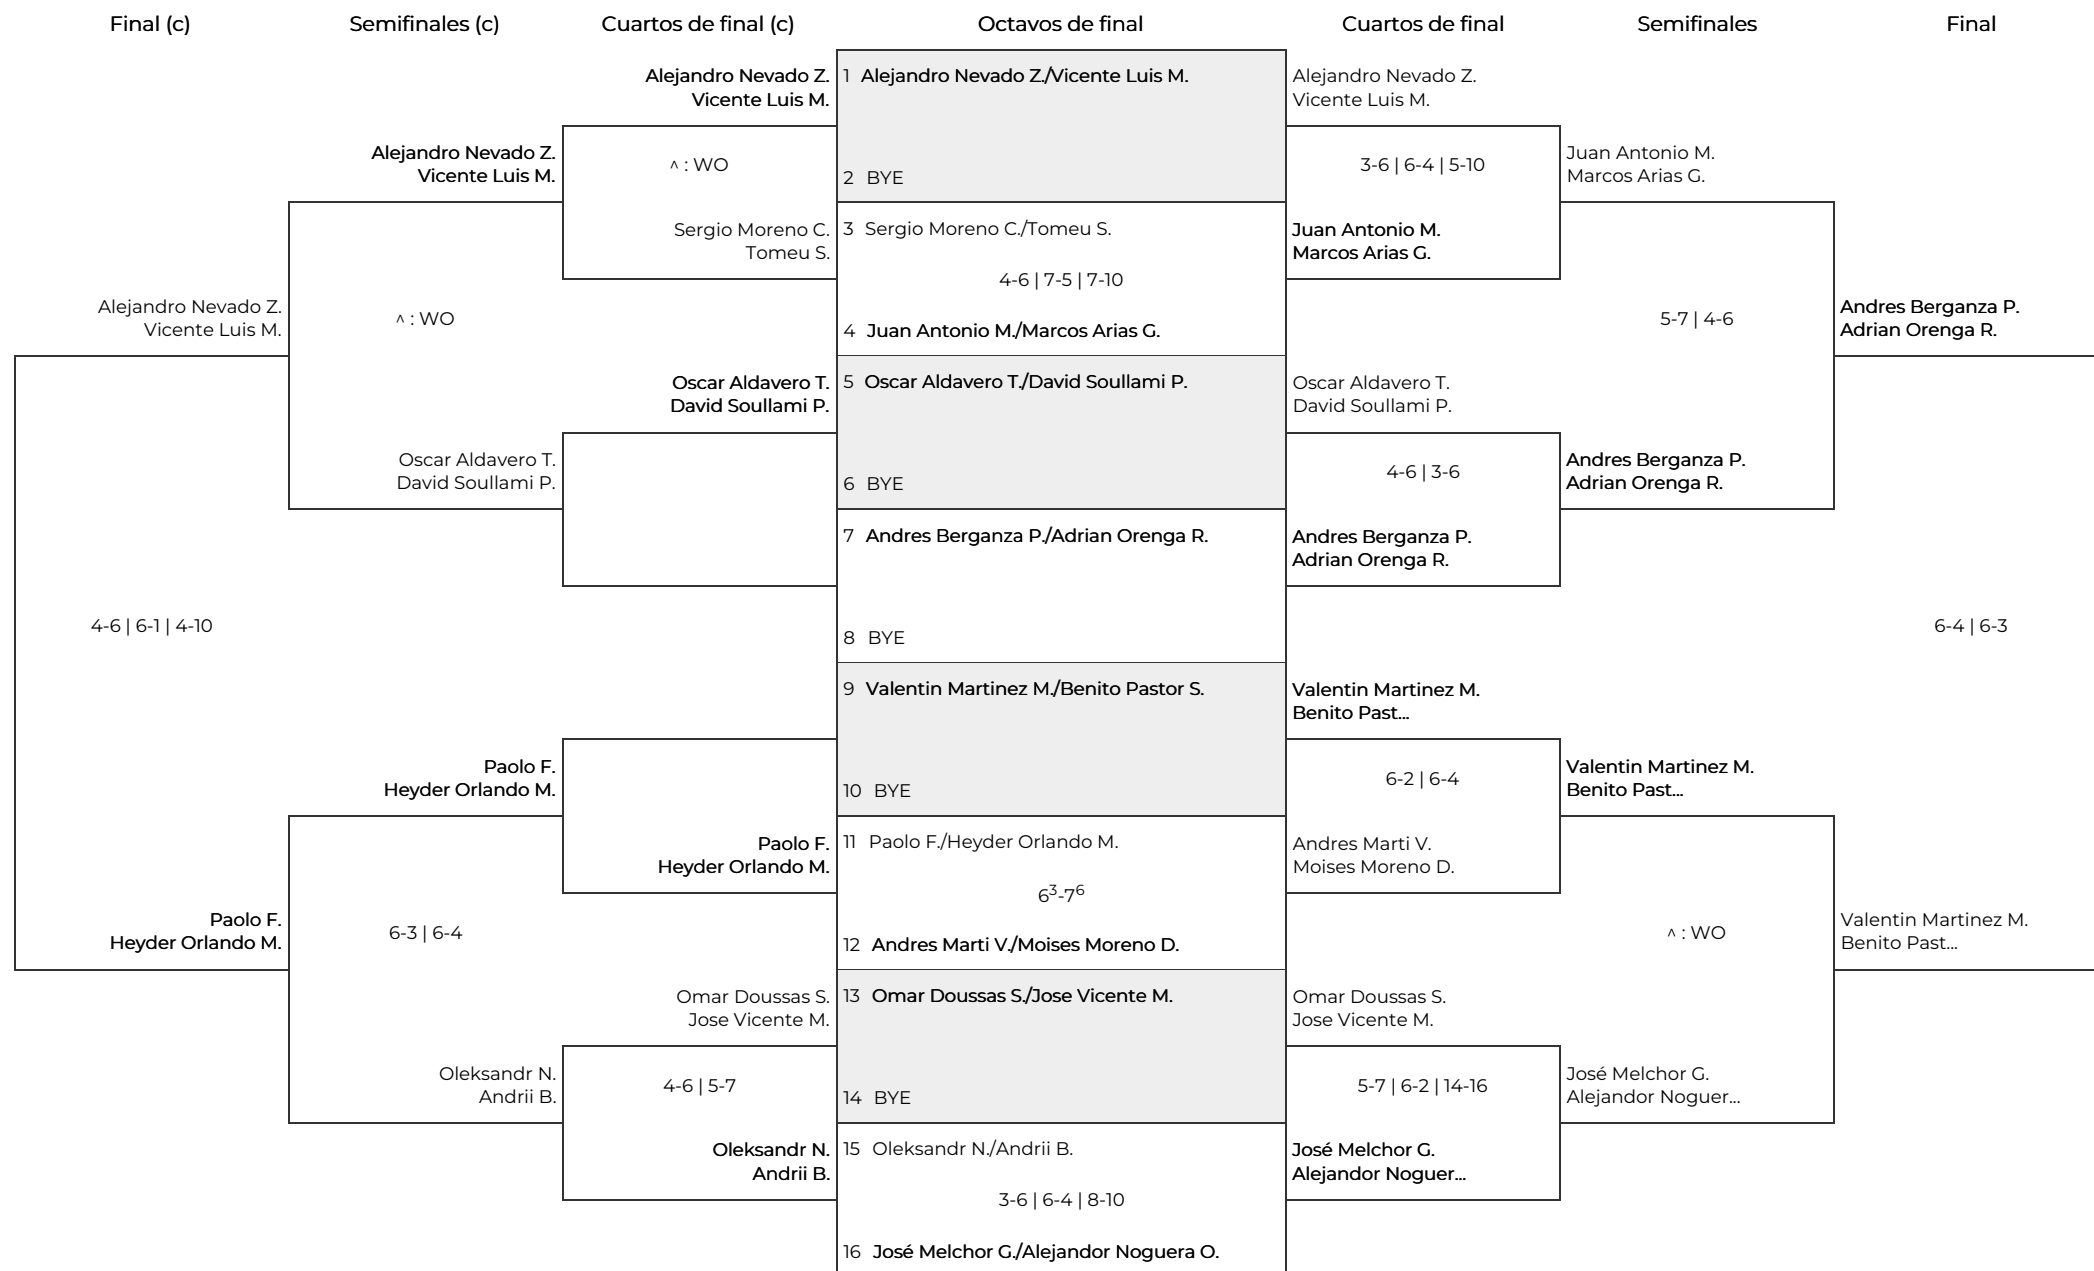 Final (c) Semifinales (c) Cuartos de final (c) Octavos de final Cuartos de final Semifinales Final
Alejandro Nevado Z.
Vicente Luis M.
1 Alejandro Nevado Z./Vicente Luis M.
Alejandro Nevado Z.
Vicente Luis M.
Alejandro Nevado Z.
Vicente Luis M.
^ : WO
2 BYE
3-6 | 6-4 | 5-10
Juan Antonio M.
Marcos Arias G.
Sergio Moreno C.
Tomeu S.
3 Sergio Moreno C./Tomeu S.
Juan Antonio M.
Marcos Arias G.
4-6 | 7-5 | 7-10
Alejandro Nevado Z.
Vicente Luis M.
^ : WO
4 Juan Antonio M./Marcos Arias G.
5-7 | 4-6
Andres Berganza P.
Adrian Orenga R.
Oscar Aldavero T.
David Soullami P.
5 Oscar Aldavero T./David Soullami P.
Oscar Aldavero T.
David Soullami P.
Oscar Aldavero T.
David Soullami P.
6 BYE
4-6 | 3-6
Andres Berganza P.
Adrian Orenga R.
7 Andres Berganza P./Adrian Orenga R.
Andres Berganza P.
Adrian Orenga R.
4-6 | 6-1 | 4-10
8 BYE
6-4 | 6-3
9 Valentin Martinez M./Benito Pastor S.
Valentin Martinez M.
Benito Past...
Paolo F.
Heyder Orlando M.
10 BYE
6-2 | 6-4
Valentin Martinez M.
Benito Past...
Paolo F.
Heyder Orlando M.
11 Paolo F./Heyder Orlando M.
Andres Marti V.
Moises Moreno D.
6³-7⁶
Paolo F.
Heyder Orlando M.
6-3 | 6-4
12 Andres Marti V./Moises Moreno D.
^ : WO
Valentin Martinez M.
Benito Past...
Omar Doussas S.
Jose Vicente M.
13 Omar Doussas S./Jose Vicente M.
Omar Doussas S.
Jose Vicente M.
Oleksandr N.
Andrii B.
4-6 | 5-7
14 BYE
5-7 | 6-2 | 14-16
José Melchor G.
Alejandor Noguer...
Oleksandr N.
Andrii B.
15 Oleksandr N./Andrii B.
José Melchor G.
Alejandor Noguer...
3-6 | 6-4 | 8-10
16 José Melchor G./Alejandor Noguera O.